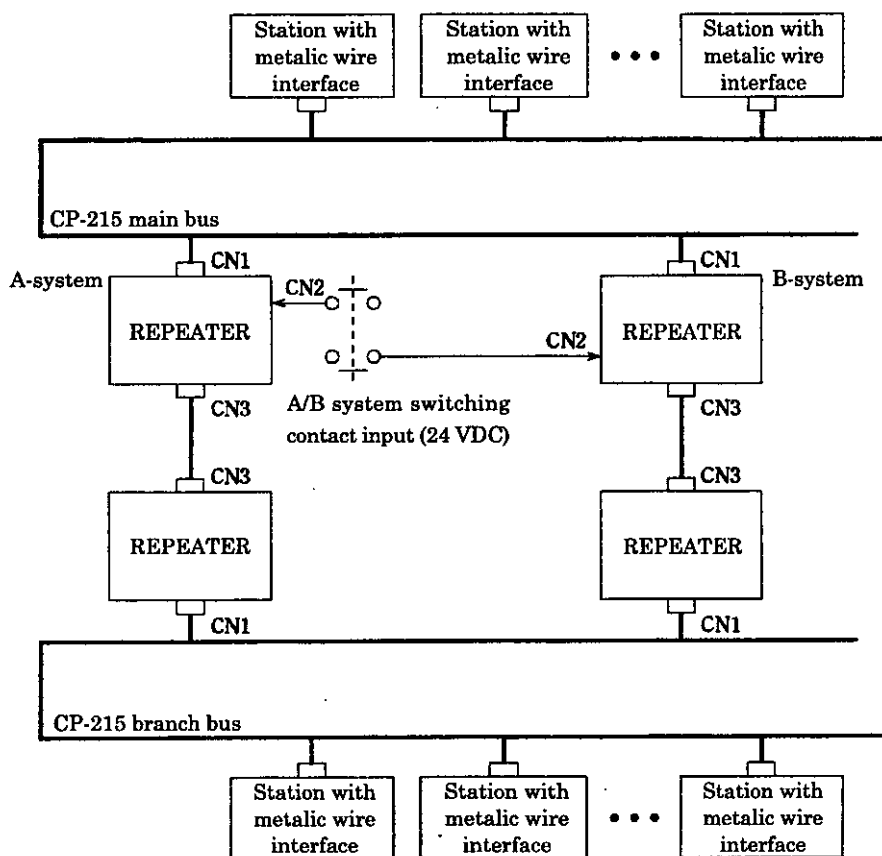 Station with
metalic wire
interface
Station with
metalic wire
interface
Station with
metalic wire
interface
CP-215 main bus
A-system
CN1
CN2
CN1
B-system
REPEATER
REPEATER
CN2
CN3
A/B system switching
contact input (24 VDC)
CN3
CN3
CN3
REPEATER
REPEATER
CN1
CN1
CP-215 branch bus
Station with
metalic wire
interface
Station with
metalic wire
interface
Station with
metalic wire
interface